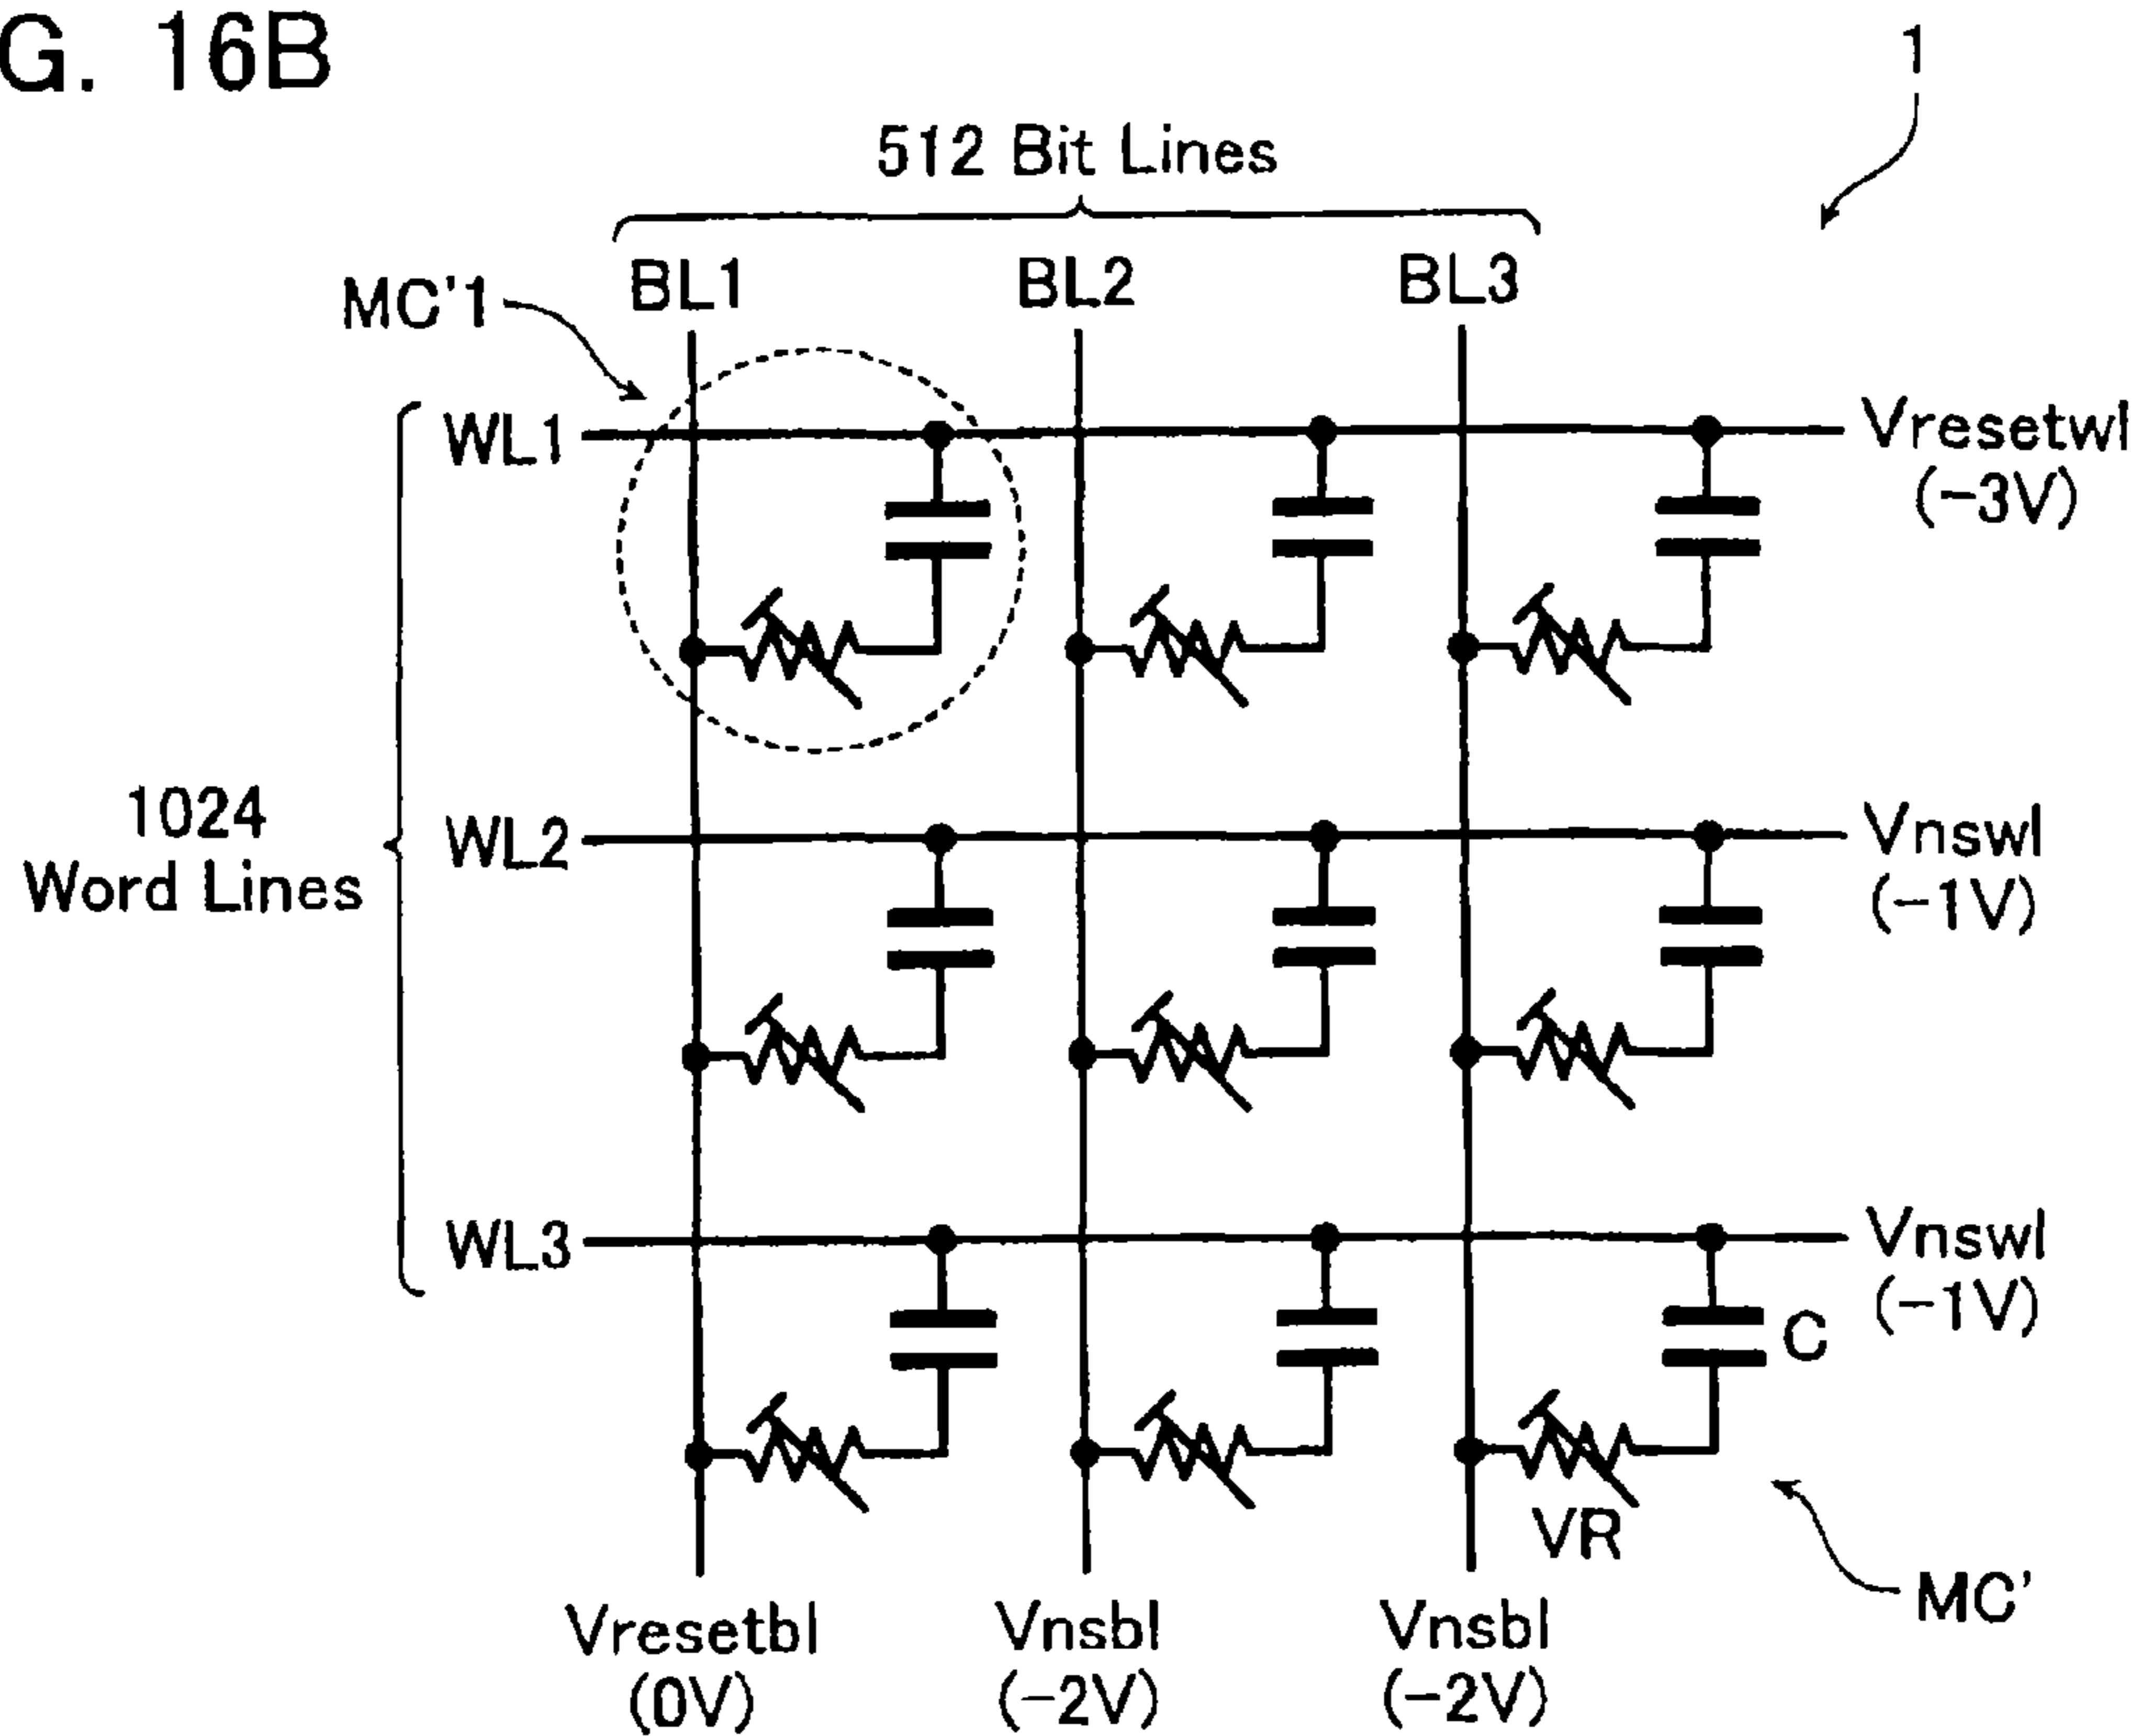 G. 16B
1
512 Bit Lines
BL1
BL2
BL3
MC'1
WL1
Vresetwl
(-3V)
1024
Word Lines
WL2
Vnswl
(-1V)
WL3
Vnswl
(-1V)
C
VR
MC'
Vresetbl
(0V)
Vnsbl
(-2V)
Vnsbl
(-2V)